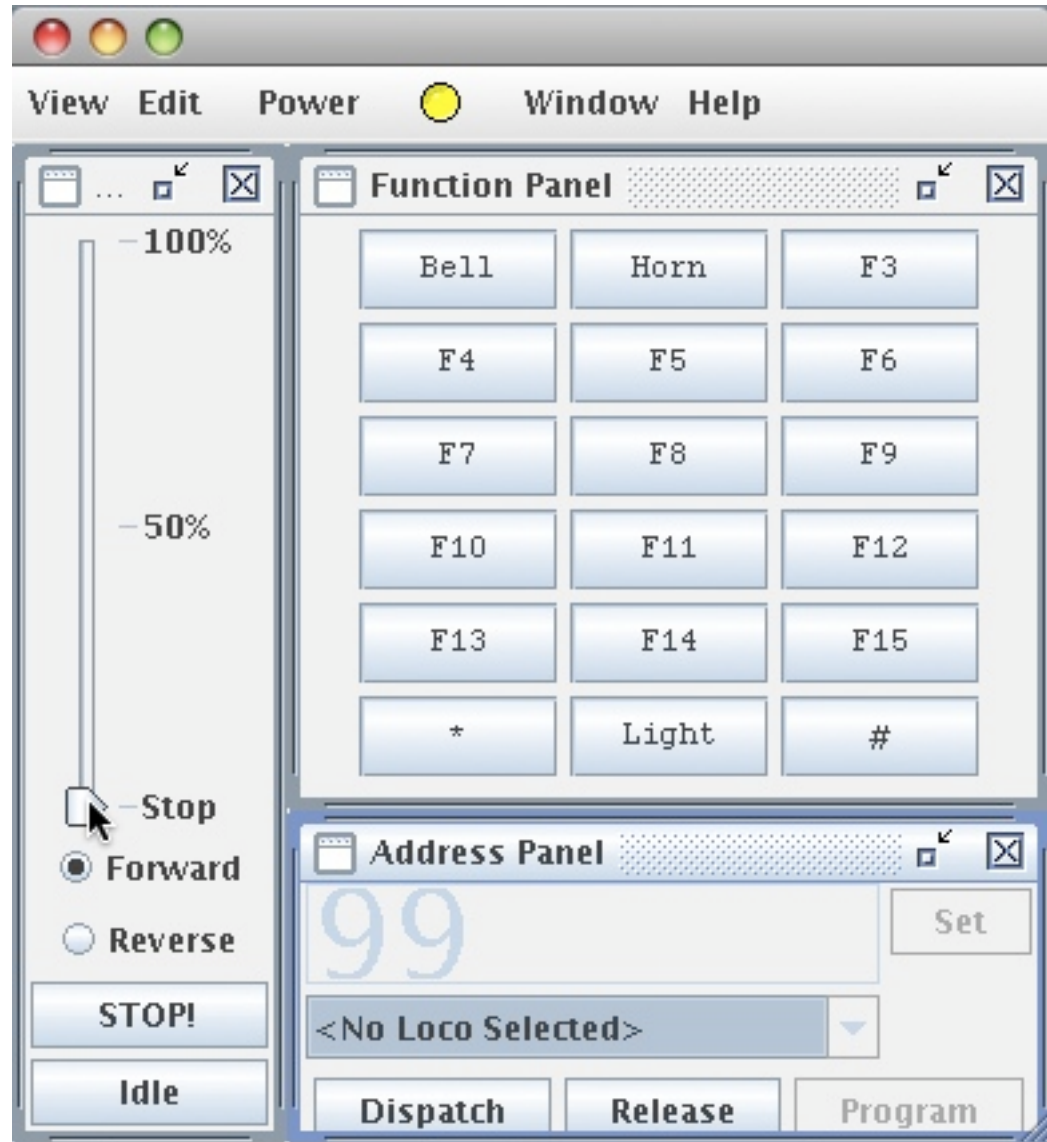 View Edit Power Window Help
...
100%
50%
Stop
Forward
Reverse
STOP!
Idle
Function Panel
Bell Horn F3
F4 F5 F6
F7 F8 F9
F10 F11 F12
F13 F14 F15
* Light #
Address Panel
99 Set
<No Loco Selected>
Dispatch Release Program